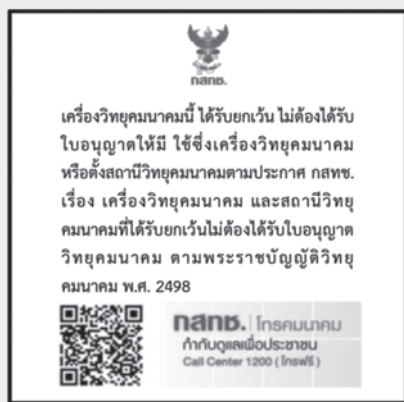 กสทช.
เครื่องวิทยุคมนาคมนี้ ได้รับยกเว้น ไม่ต้องได้รับ
ใบอนุญาตให้มี ใช้ซึ่งเครื่องวิทยุคมนาคม
หรือตั้งสถานีวิทยุคมนาคมตามประกาศ กสทช.
เรื่อง เครื่องวิทยุคมนาคม และสถานีวิทยุ
คมนาคมที่ได้รับยกเว้นไม่ต้องได้รับใบอนุญาต
วิทยุคมนาคม ตามพระราชบัญญัติวิทยุ
คมนาคม พ.ศ. 2498
กสทช. | โทรคมนาคม
กำกับดูแลเพื่อประชาชน
Call Center 1200 ( โทรฟรี )